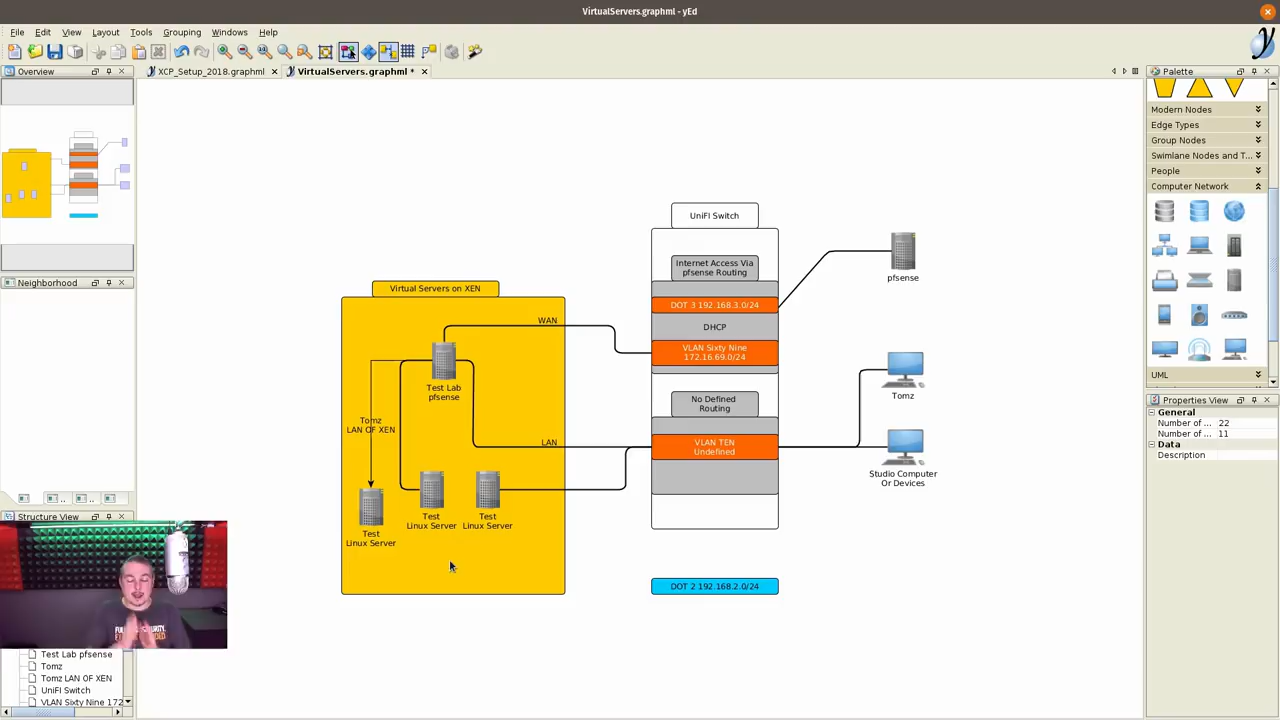 VirtualServers.graphml - yEd
File Edit View Layout Tools Grouping Windows Help
Overview
XCP_Setup_2018.graphml
VirtualServers.graphml *
Palette
Modern Nodes
Edge Types
Group Nodes
Swimlane Nodes and T...
People
Computer Network
UML
Properties View
General
Number of ... 22
Number of ... 11
Data
Description
Neighborhood
Structure View
Test Lab pfsense
Tomz
Tomz LAN OF XEN
UniFI Switch
VLAN Sixty Nine 172
Virtual Servers on XEN
WAN
Test Lab
pfsense
Tomz
LAN OF XEN
LAN
Test
Linux Server
Test
Linux Server
Test
Linux Server
UniFI Switch
Internet Access Via
pfsense Routing
DOT 3 192.168.3.0/24
DHCP
VLAN Sixty Nine
172.16.69.0/24
No Defined
Routing
VLAN TEN
Undefined
DOT 2 192.168.2.0/24
pfsense
Tomz
Studio Computer
Or Devices